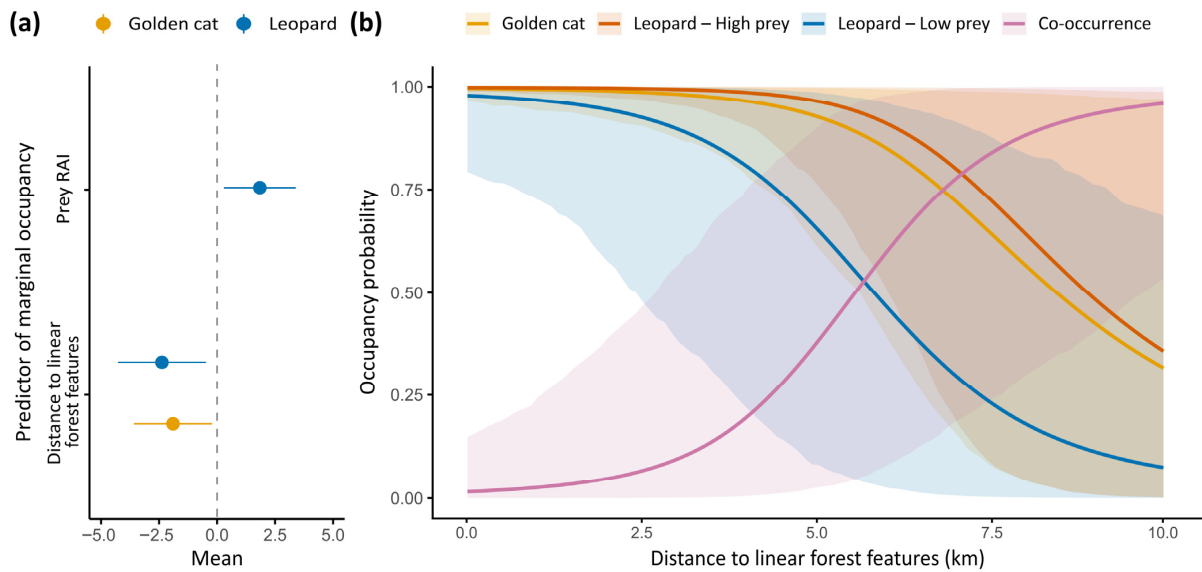 (a)
Golden cat
Leopard
Predictor of marginal occupancy
Prey RAI
Distance to linear
forest features
−5.0
−2.5
0.0
2.5
5.0
Mean
(b)
Golden cat
Leopard – High prey
Leopard – Low prey
Co-occurrence
Occupancy probability
1.00
0.75
0.50
0.25
0.00
0.0
2.5
5.0
7.5
10.0
Distance to linear forest features (km)